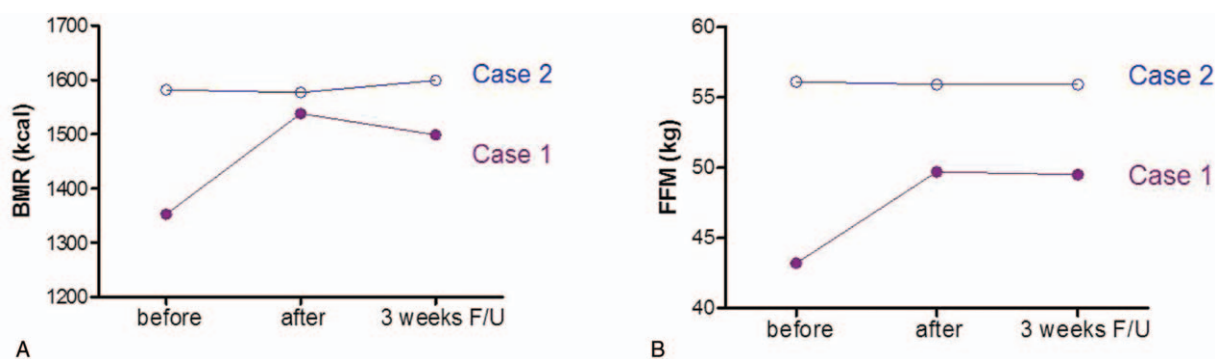 1700
1600
1500
1400
1300
1200
BMR (kcal)
Case 2
Case 1
before after 3 weeks F/U
A
60
55
50
45
40
FFM (kg)
Case 2
Case 1
before after 3 weeks F/U
B